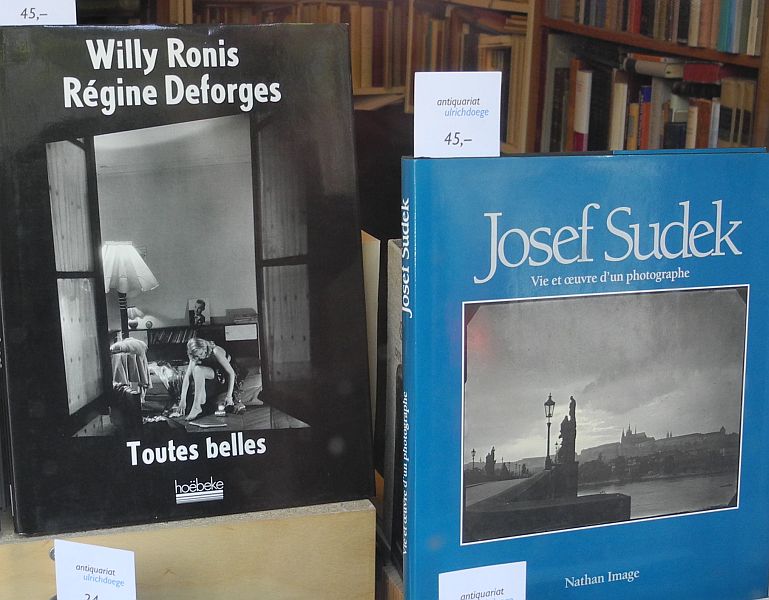 45,–
Willy Ronis
Régine Deforges
Toutes belles
hoëbeke
antiquariat
ulrichdoege
antiquariat
ulrichdoege
45,–
Josef Sudek
Vie et œuvre d'un photographe
Josef Sudek
Vie et œuvre d'un photographe
Nathan Image
antiquariat